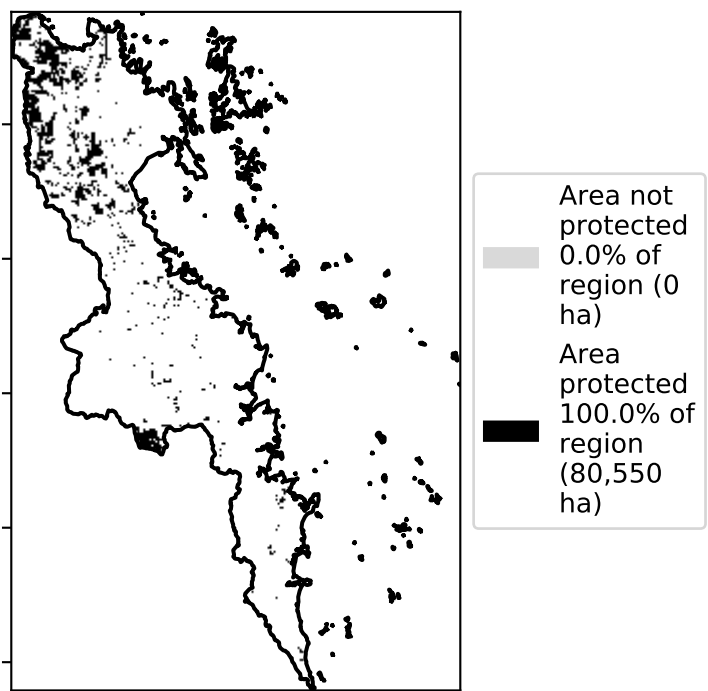 Area not
protected
0.0% of
region (0
ha)
Area
protected
100.0% of
region
(80,550
ha)